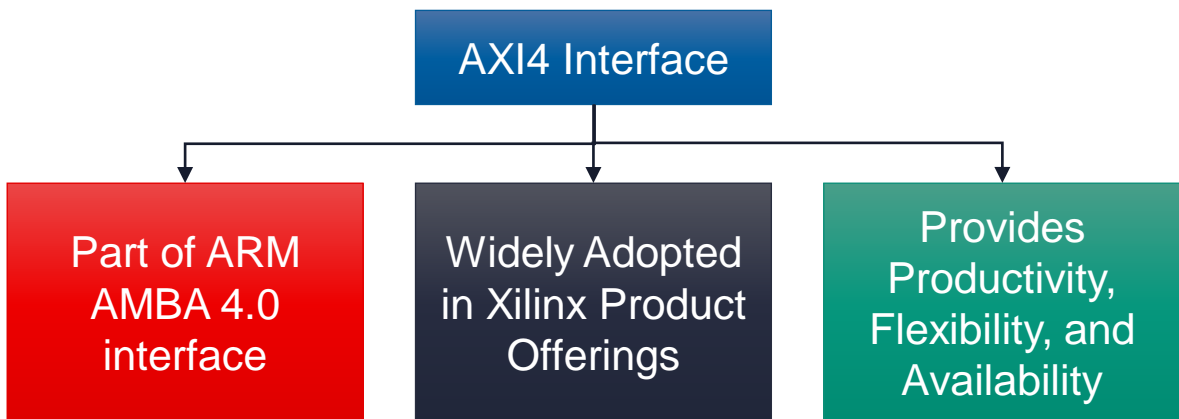 AXI4 Interface
Part of ARM
AMBA 4.0
interface
Widely Adopted
in Xilinx Product
Offerings
Provides
Productivity,
Flexibility, and
Availability